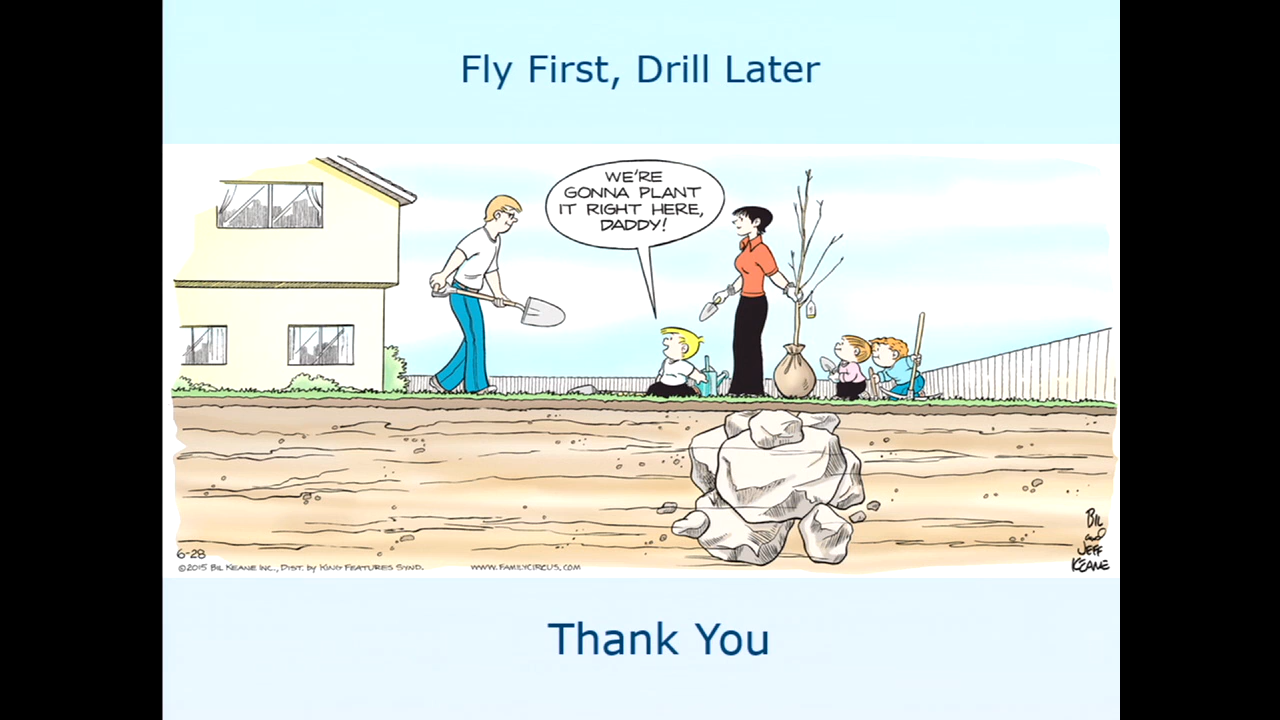 Fly First, Drill Later
WE'RE
GONNA PLANT
IT RIGHT HERE,
DADDY!
6-28
©2015 BIL KEANE INC., DIST. BY KING FEATURES SYND.
WWW.FAMILYCIRCUS.COM
BIL
and
JEFF
KEANE
Thank You